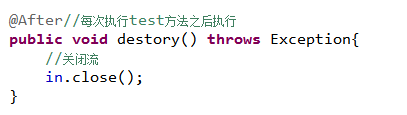 @After//每次执行test方法之后执行
public void destory() throws Exception{
    //关闭流
    in.close();
}